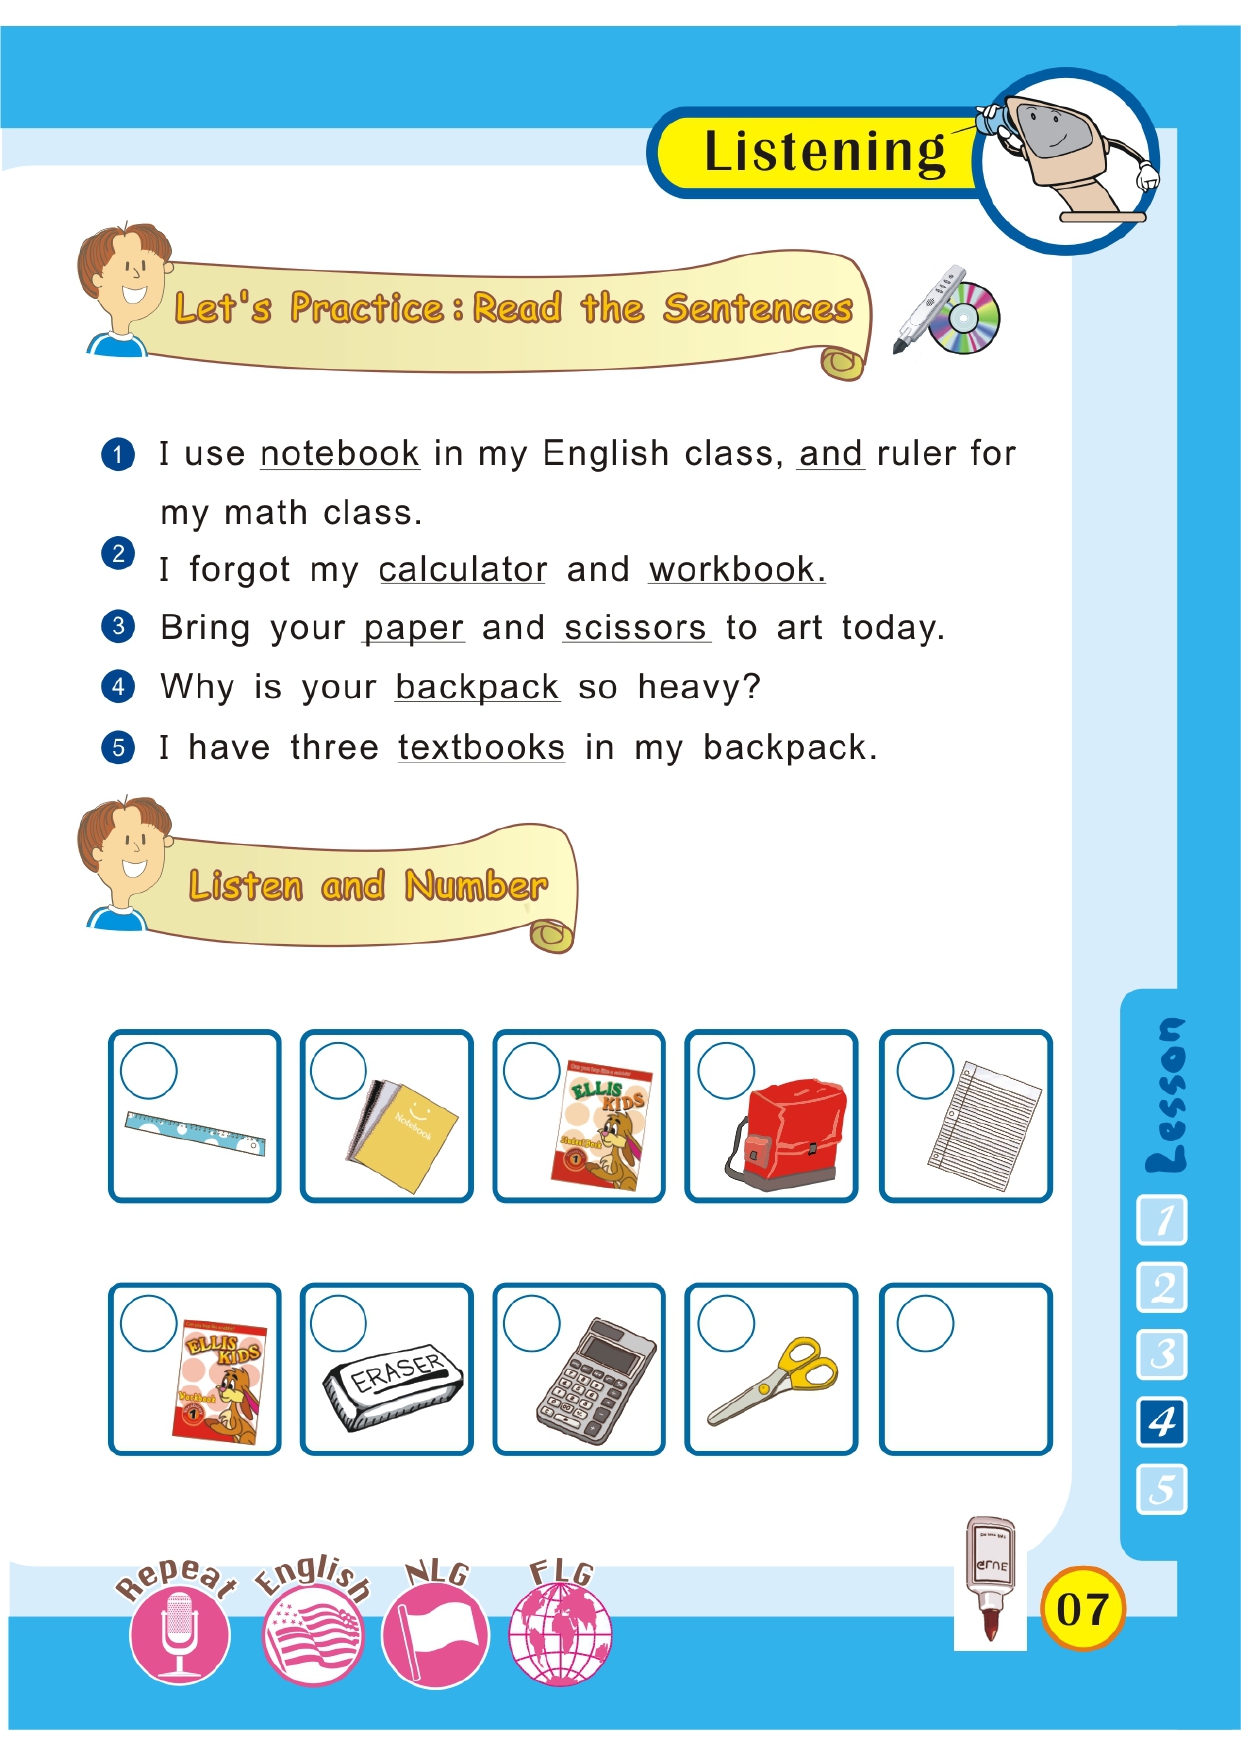 Listening
Let's Practice : Read the Sentences
1 I use notebook in my English class, and ruler for
my math class.
2 I forgot my calculator and workbook.
3 Bring your paper and scissors to art today.
4 Why is your backpack so heavy?
5 I have three textbooks in my backpack.
Listen and Number
Notebook
ELLIS
KIDS
Student Book
1
ELLIS
KIDS
Workbook
1
ERASER
Lesson
1
2
3
4
5
Repeat
English
NLG
FLG
07